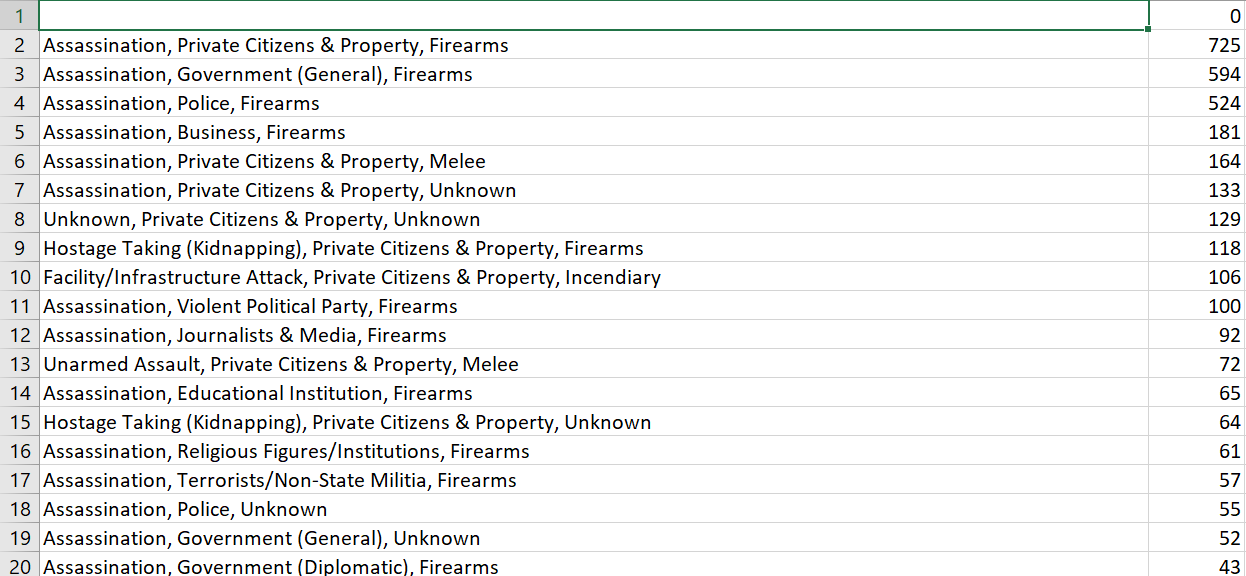 1 0
2 Assassination, Private Citizens & Property, Firearms 725
3 Assassination, Government (General), Firearms 594
4 Assassination, Police, Firearms 524
5 Assassination, Business, Firearms 181
6 Assassination, Private Citizens & Property, Melee 164
7 Assassination, Private Citizens & Property, Unknown 133
8 Unknown, Private Citizens & Property, Unknown 129
9 Hostage Taking (Kidnapping), Private Citizens & Property, Firearms 118
10 Facility/Infrastructure Attack, Private Citizens & Property, Incendiary 106
11 Assassination, Violent Political Party, Firearms 100
12 Assassination, Journalists & Media, Firearms 92
13 Unarmed Assault, Private Citizens & Property, Melee 72
14 Assassination, Educational Institution, Firearms 65
15 Hostage Taking (Kidnapping), Private Citizens & Property, Unknown 64
16 Assassination, Religious Figures/Institutions, Firearms 61
17 Assassination, Terrorists/Non-State Militia, Firearms 57
18 Assassination, Police, Unknown 55
19 Assassination, Government (General), Unknown 52
20 Assassination, Government (Diplomatic), Firearms 43